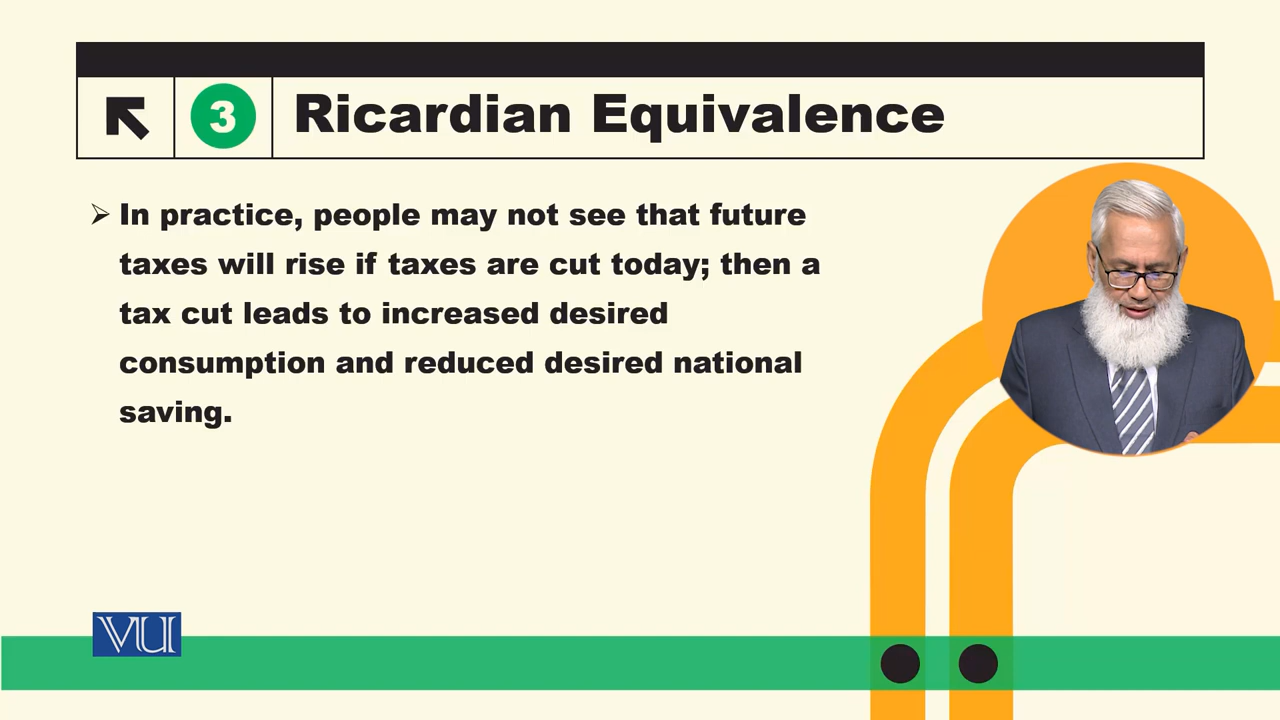 3 Ricardian Equivalence
➢ In practice, people may not see that future
taxes will rise if taxes are cut today; then a
tax cut leads to increased desired
consumption and reduced desired national
saving.
VU